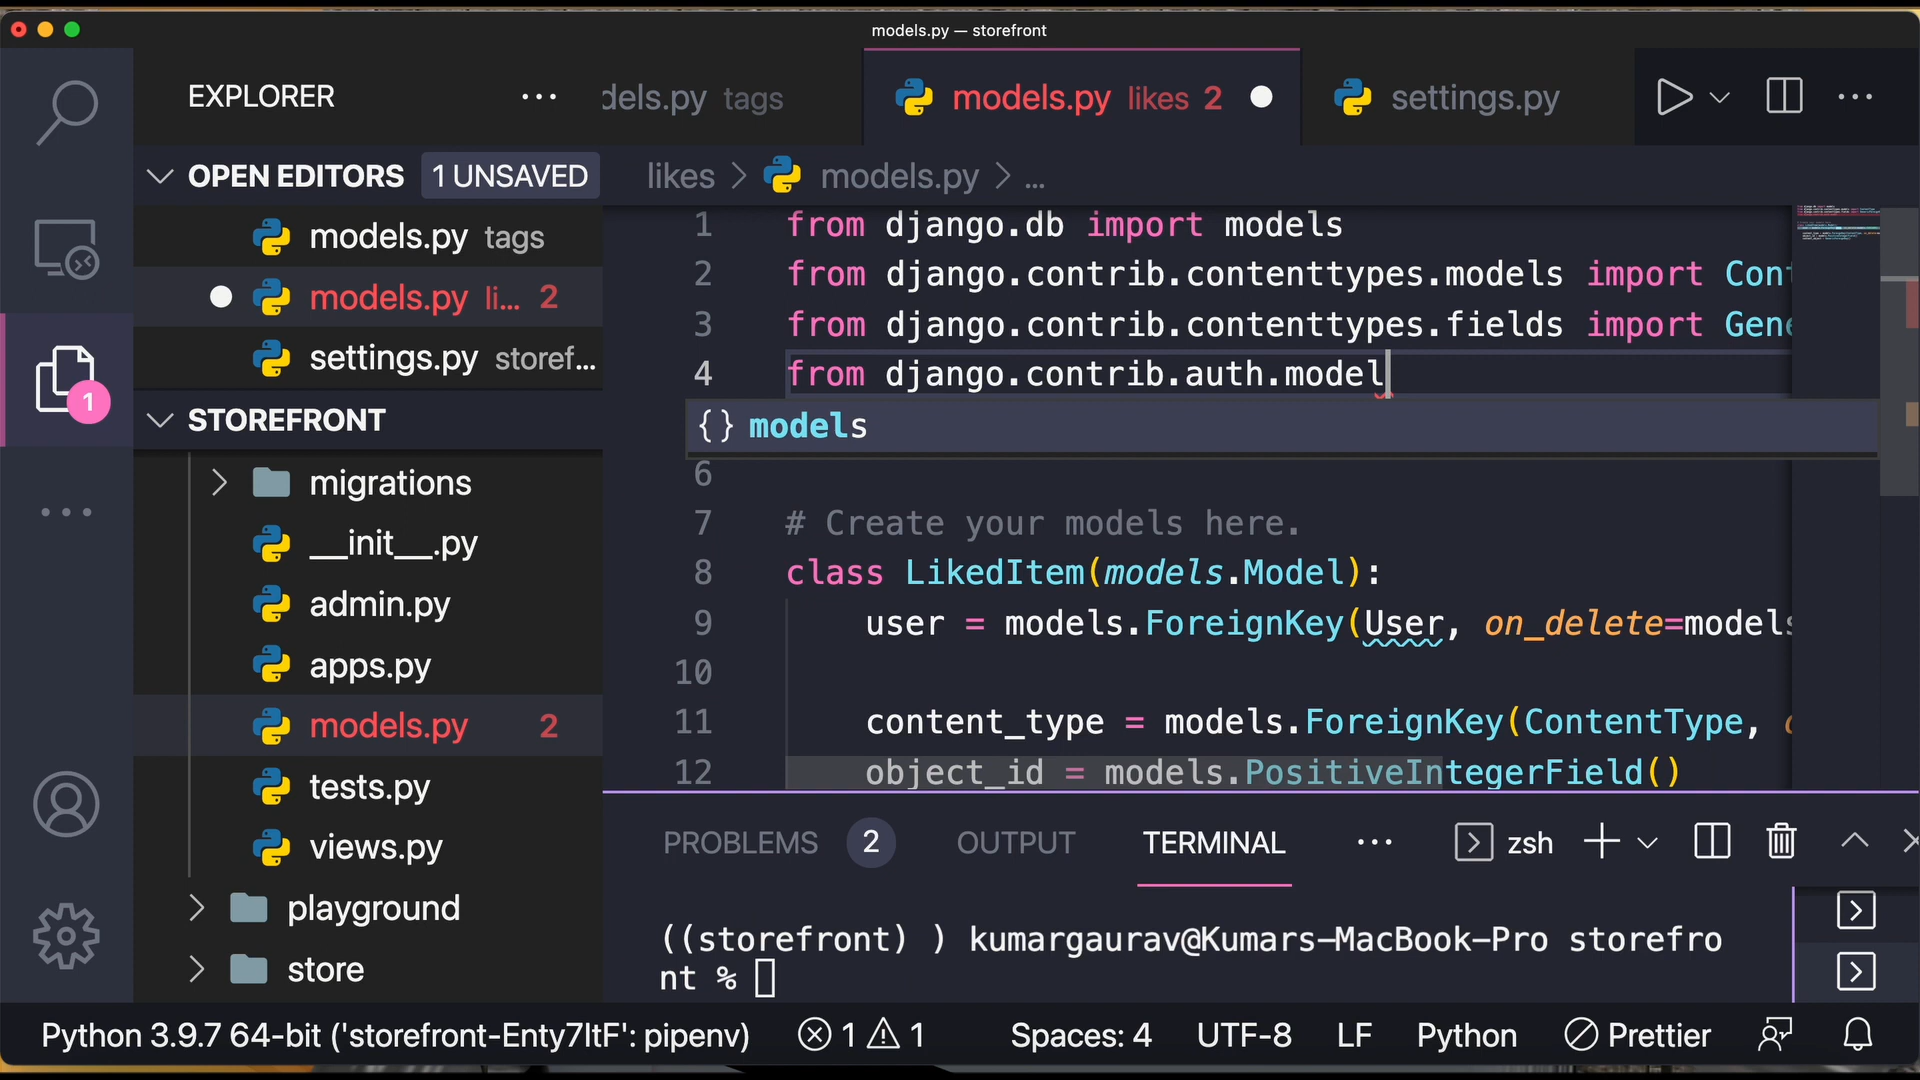 models.py — storefront
EXPLORER
dels.py tags
models.py likes 2
settings.py
OPEN EDITORS
1 UNSAVED
models.py tags
models.py li... 2
settings.py storef...
STOREFRONT
migrations
__init__.py
admin.py
apps.py
models.py 2
tests.py
views.py
playground
store
1
likes > models.py > ...
1 from django.db import models
2 from django.contrib.contenttypes.models import Cont
3 from django.contrib.contenttypes.fields import Gene
4 from django.contrib.auth.model
{} models
6
7 # Create your models here.
8 class LikedItem(models.Model):
9 user = models.ForeignKey(User, on_delete=models
10
11 content_type = models.ForeignKey(ContentType, o
12 object_id = models.PositiveIntegerField()
PROBLEMS 2 OUTPUT TERMINAL ... zsh
((storefront) ) kumargaurav@Kumars-MacBook-Pro storefro
nt %
Python 3.9.7 64-bit ('storefront-Enty7ItF': pipenv) 1 1 Spaces: 4 UTF-8 LF Python Prettier